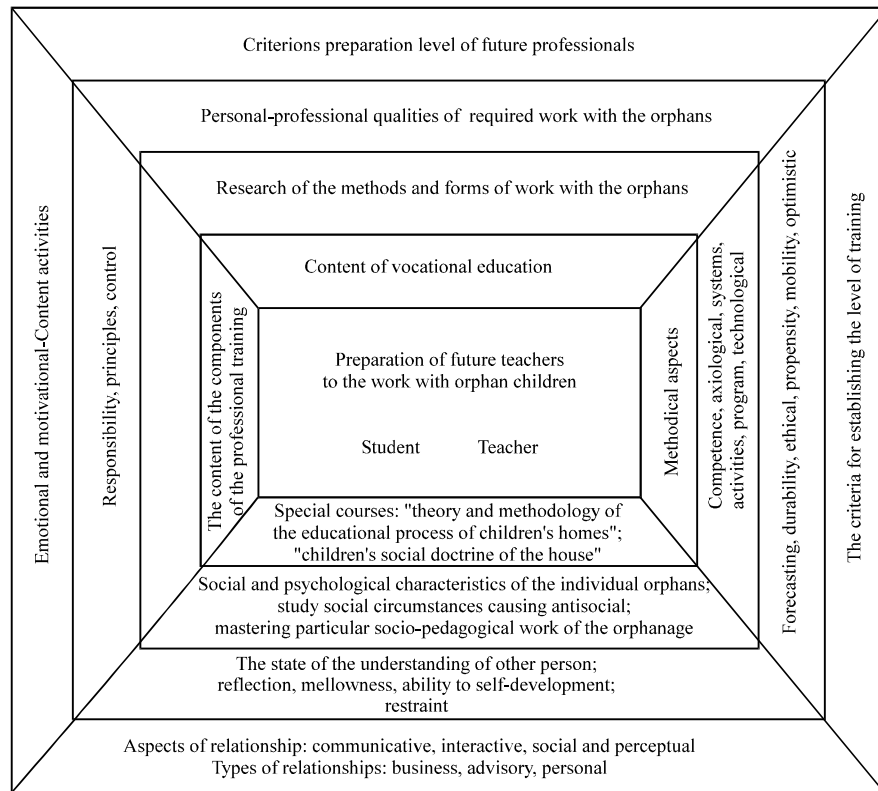 Criterions preparation level of future professionals
Personal-professional qualities of required work with the orphans
Research of the methods and forms of work with the orphans
Content of vocational education
Emotional and motivational-Content activities
Responsibility, principles, control
The content of the components
of the professional training
Preparation of future teachers
to the work with orphan children
Student Teacher
Methodical aspects
Competence, axiological, systems,
activities, program, technological
Forecasting, durability, ethical, propensity, mobility, optimistic
The criteria for establishing the level of training
Special courses: "theory and methodology of
the educational process of children's homes";
"children's social doctrine of the house"
Social and psychological characteristics of the individual orphans;
study social circumstances causing antisocial;
mastering particular socio-pedagogical work of the orphanage
The state of the understanding of other person;
reflection, mellowness, ability to self-development;
restraint
Aspects of relationship: communicative, interactive, social and perceptual
Types of relationships: business, advisory, personal